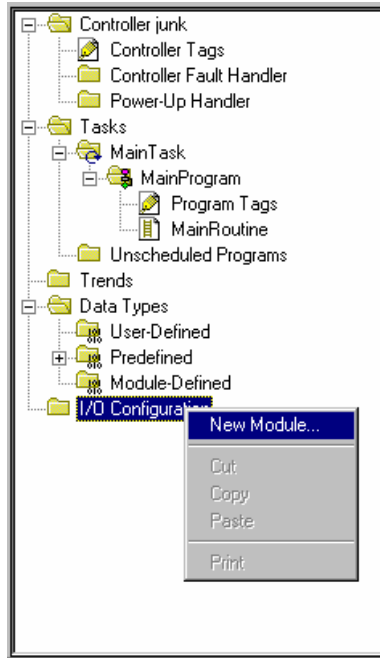 Controller junk
Controller Tags
Controller Fault Handler
Power-Up Handler
Tasks
MainTask
MainProgram
Program Tags
MainRoutine
Unscheduled Programs
Trends
Data Types
User-Defined
Predefined
Module-Defined
I/O Configuration
New Module...
Cut
Copy
Paste
Print